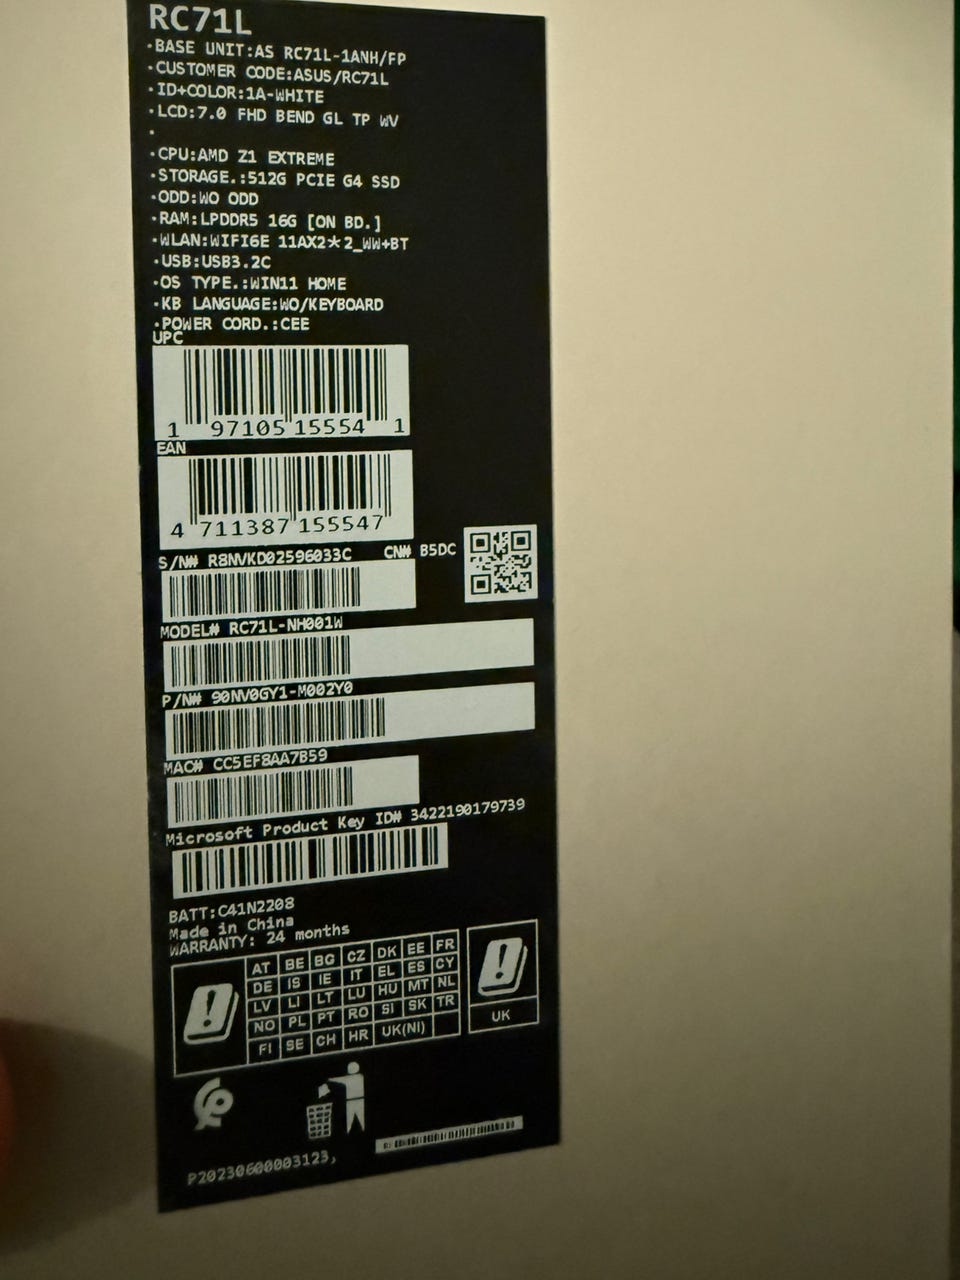 RC71L
·BASE UNIT:AS RC71L-1ANH/FP
·CUSTOMER CODE:ASUS/RC71L
·ID+COLOR:1A-WHITE
·LCD:7.0 FHD BEND GL TP WV
·
·CPU:AMD Z1 EXTREME
·STORAGE.:512G PCIE G4 SSD
·ODD:WO ODD
·RAM:LPDDR5 16G [ON BD.]
·WLAN:WIFI6E 11AX2*2_WW+BT
·USB:USB3.2C
·OS TYPE.:WIN11 HOME
·KB LANGUAGE:WO/KEYBOARD
·POWER CORD.:CEE
UPC
1 97105 15554 1
EAN
4 711387 155547
S/N# R8NVKD02596033C CN# B5DC
MODEL# RC71L-NH001W
P/N# 90NV0GY1-M002Y0
MAC# CC5EF8AA7B59
Microsoft Product Key ID# 3422190179739
BATT:C41N2208
Made in China
WARRANTY: 24 months
AT BE BG CZ DK EE FR
DE IS IE IT EL ES CY
LV LI LT LU HU MT NL
NO PL PT RO SI SK TR
FI SE CH HR UK(NI)
UK
P20230600003123,